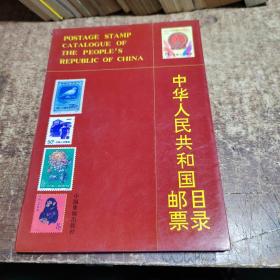 POSTAGE STAMP
CATALOGUE OF
THE PEOPLE'S
REPUBLIC OF CHINA
中华人民共和国
邮票
目录